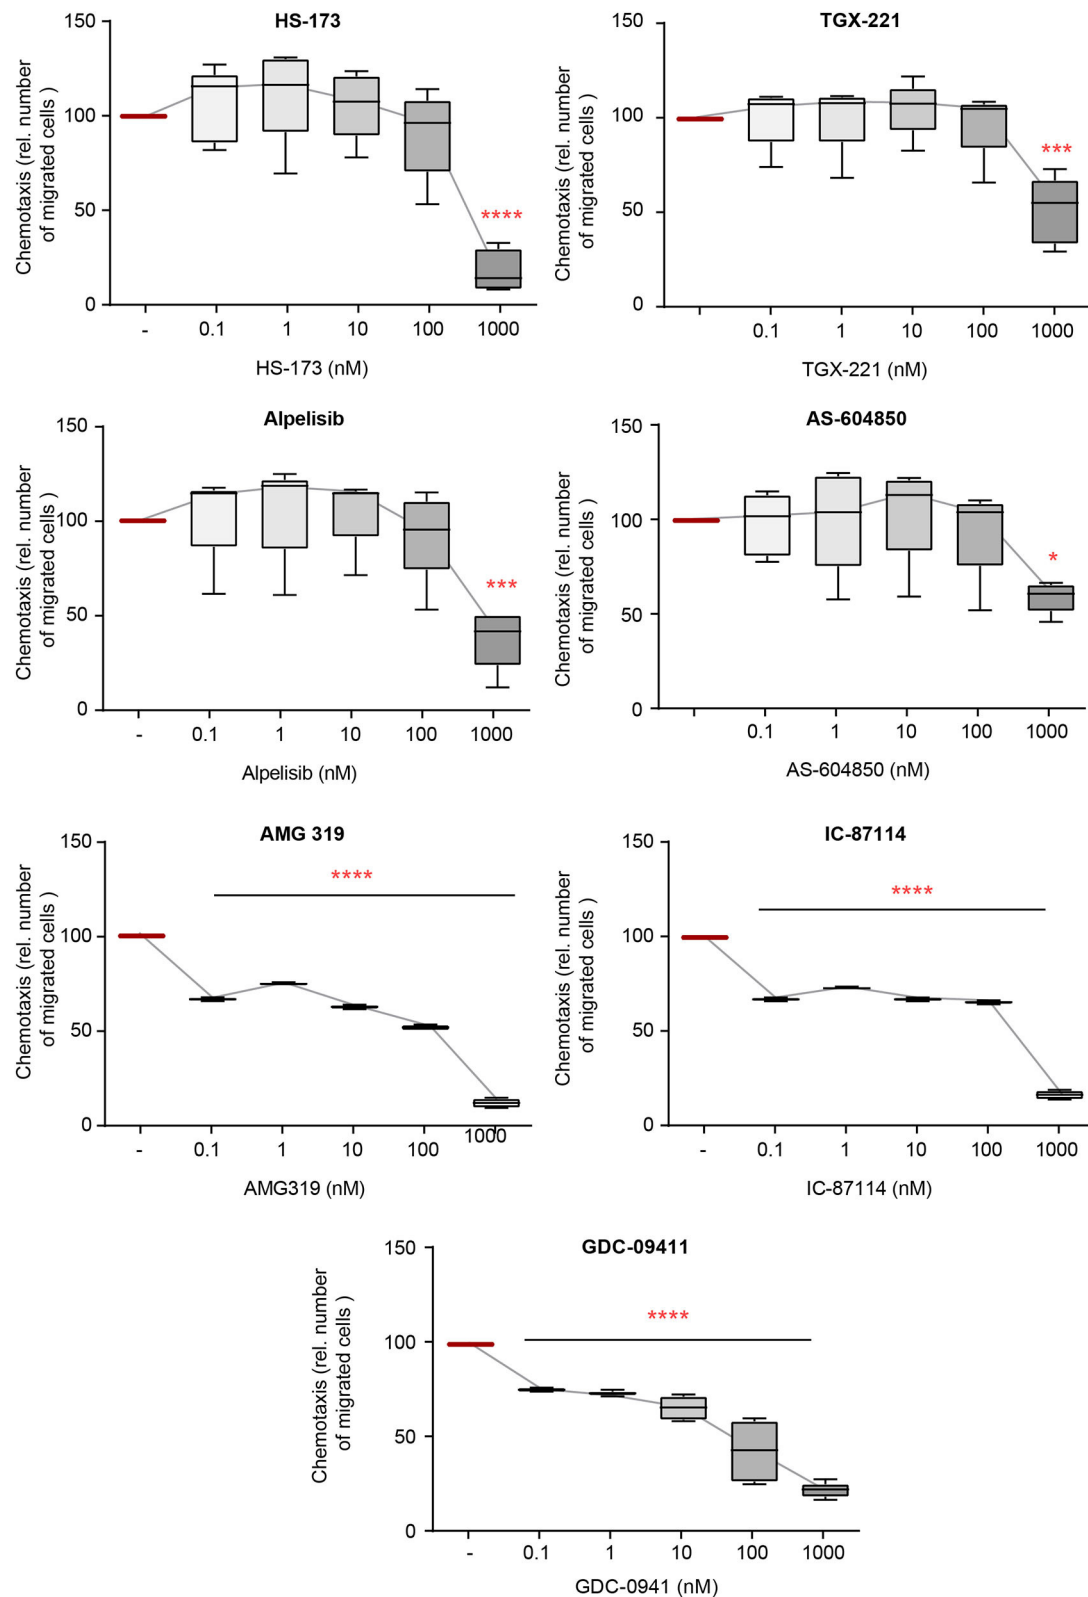 HS-173
Chemotaxis (rel. number
of migrated cells )
150
100
50
0
****
- 0.1 1 10 100 1000
HS-173 (nM)
TGX-221
Chemotaxis (rel. number
of migrated cells )
150
100
50
0
***
0.1 1 10 100 1000
TGX-221 (nM)
Alpelisib
Chemotaxis (rel. number
of migrated cells )
150
100
50
0
***
- 0.1 1 10 100 1000
Alpelisib (nM)
AS-604850
Chemotaxis (rel. number
of migrated cells )
150
100
50
0
*
0.1 1 10 100 1000
AS-604850 (nM)
AMG 319
Chemotaxis (rel. number
of migrated cells )
150
100
50
0
****
- 0.1 1 10 100 1000
AMG319 (nM)
IC-87114
Chemotaxis (rel. number
of migrated cells )
150
100
50
0
****
- 0.1 1 10 100 1000
IC-87114 (nM)
GDC-09411
Chemotaxis (rel. number
of migrated cells )
150
100
50
0
****
- 0.1 1 10 100 1000
GDC-0941 (nM)